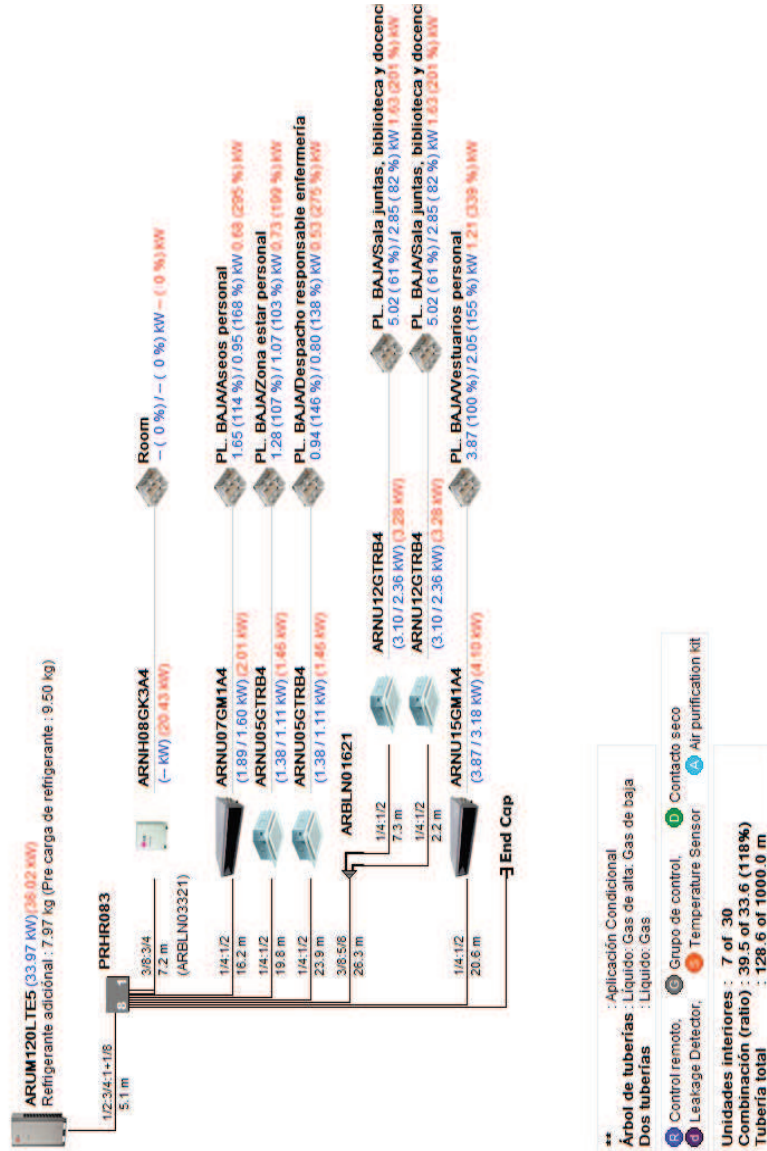 ARUM120LTE5 (33.97 kW)(36.02 kW)
Refrigerante adicional : 7.97 kg (Pre-carga de refrigerante : 9.50 kg)
1/2:3/4:1+1/8
5.1 m
PRHR083
8 1
3/8:3/4
7.2 m
(ARBLN03321)
ARNH08GK3A4
(-- kW) (20.43 kW)
Room
-- ( 0 %) / -- ( 0 %) kW -- ( 0 %) kW
1/4:1/2
16.2 m
ARNU07GM1A4
(1.89 / 1.60 kW) (2.01 kW)
PL. BAJA/Aseos personal
1.65 (114 %) / 0.95 (168 %) kW 0.68 (295 %) kW
1/4:1/2
19.8 m
ARNU05GTRB4
(1.38 / 1.11 kW) (1.46 kW)
PL. BAJA/Zona estar personal
1.28 (107 %) / 1.07 (103 %) kW 0.73 (199 %) kW
1/4:1/2
23.9 m
ARNU05GTRB4
(1.38 / 1.11 kW) (1.46 kW)
PL. BAJA/Despacho responsable enfermería
0.94 (146 %) / 0.80 (138 %) kW 0.53 (275 %) kW
3/8:5/8
26.3 m
ARBLN01621
1/4:1/2
7.3 m
ARNU12GTRB4
(3.10 / 2.36 kW) (3.28 kW)
PL. BAJA/Sala juntas, biblioteca y docenci
5.02 ( 61 %) / 2.85 ( 82 %) kW 1.63 (201 %) kW
1/4:1/2
2.2 m
ARNU12GTRB4
(3.10 / 2.36 kW) (3.28 kW)
PL. BAJA/Sala juntas, biblioteca y docenci
5.02 ( 61 %) / 2.85 ( 82 %) kW 1.63 (201 %) kW
1/4:1/2
20.6 m
ARNU15GM1A4
(3.87 / 3.18 kW) (4.10 kW)
PL. BAJA/Vestuarios personal
3.87 (100 %) / 2.05 (155 %) kW 1.21 (339 %) kW
End Cap
** : Aplicación Condicional
Árbol de tuberías : Líquido: Gas de alta: Gas de baja
Dos tuberías : Líquido: Gas
R Control remoto, G Grupo de control, D Contacto seco
d Leakage Detector, S Temperature Sensor A Air purification kit
Unidades interiores : 7 of 30
Combinación (ratio) : 39.5 of 33.6 (118%)
Tubería total : 128.6 of 1000.0 m